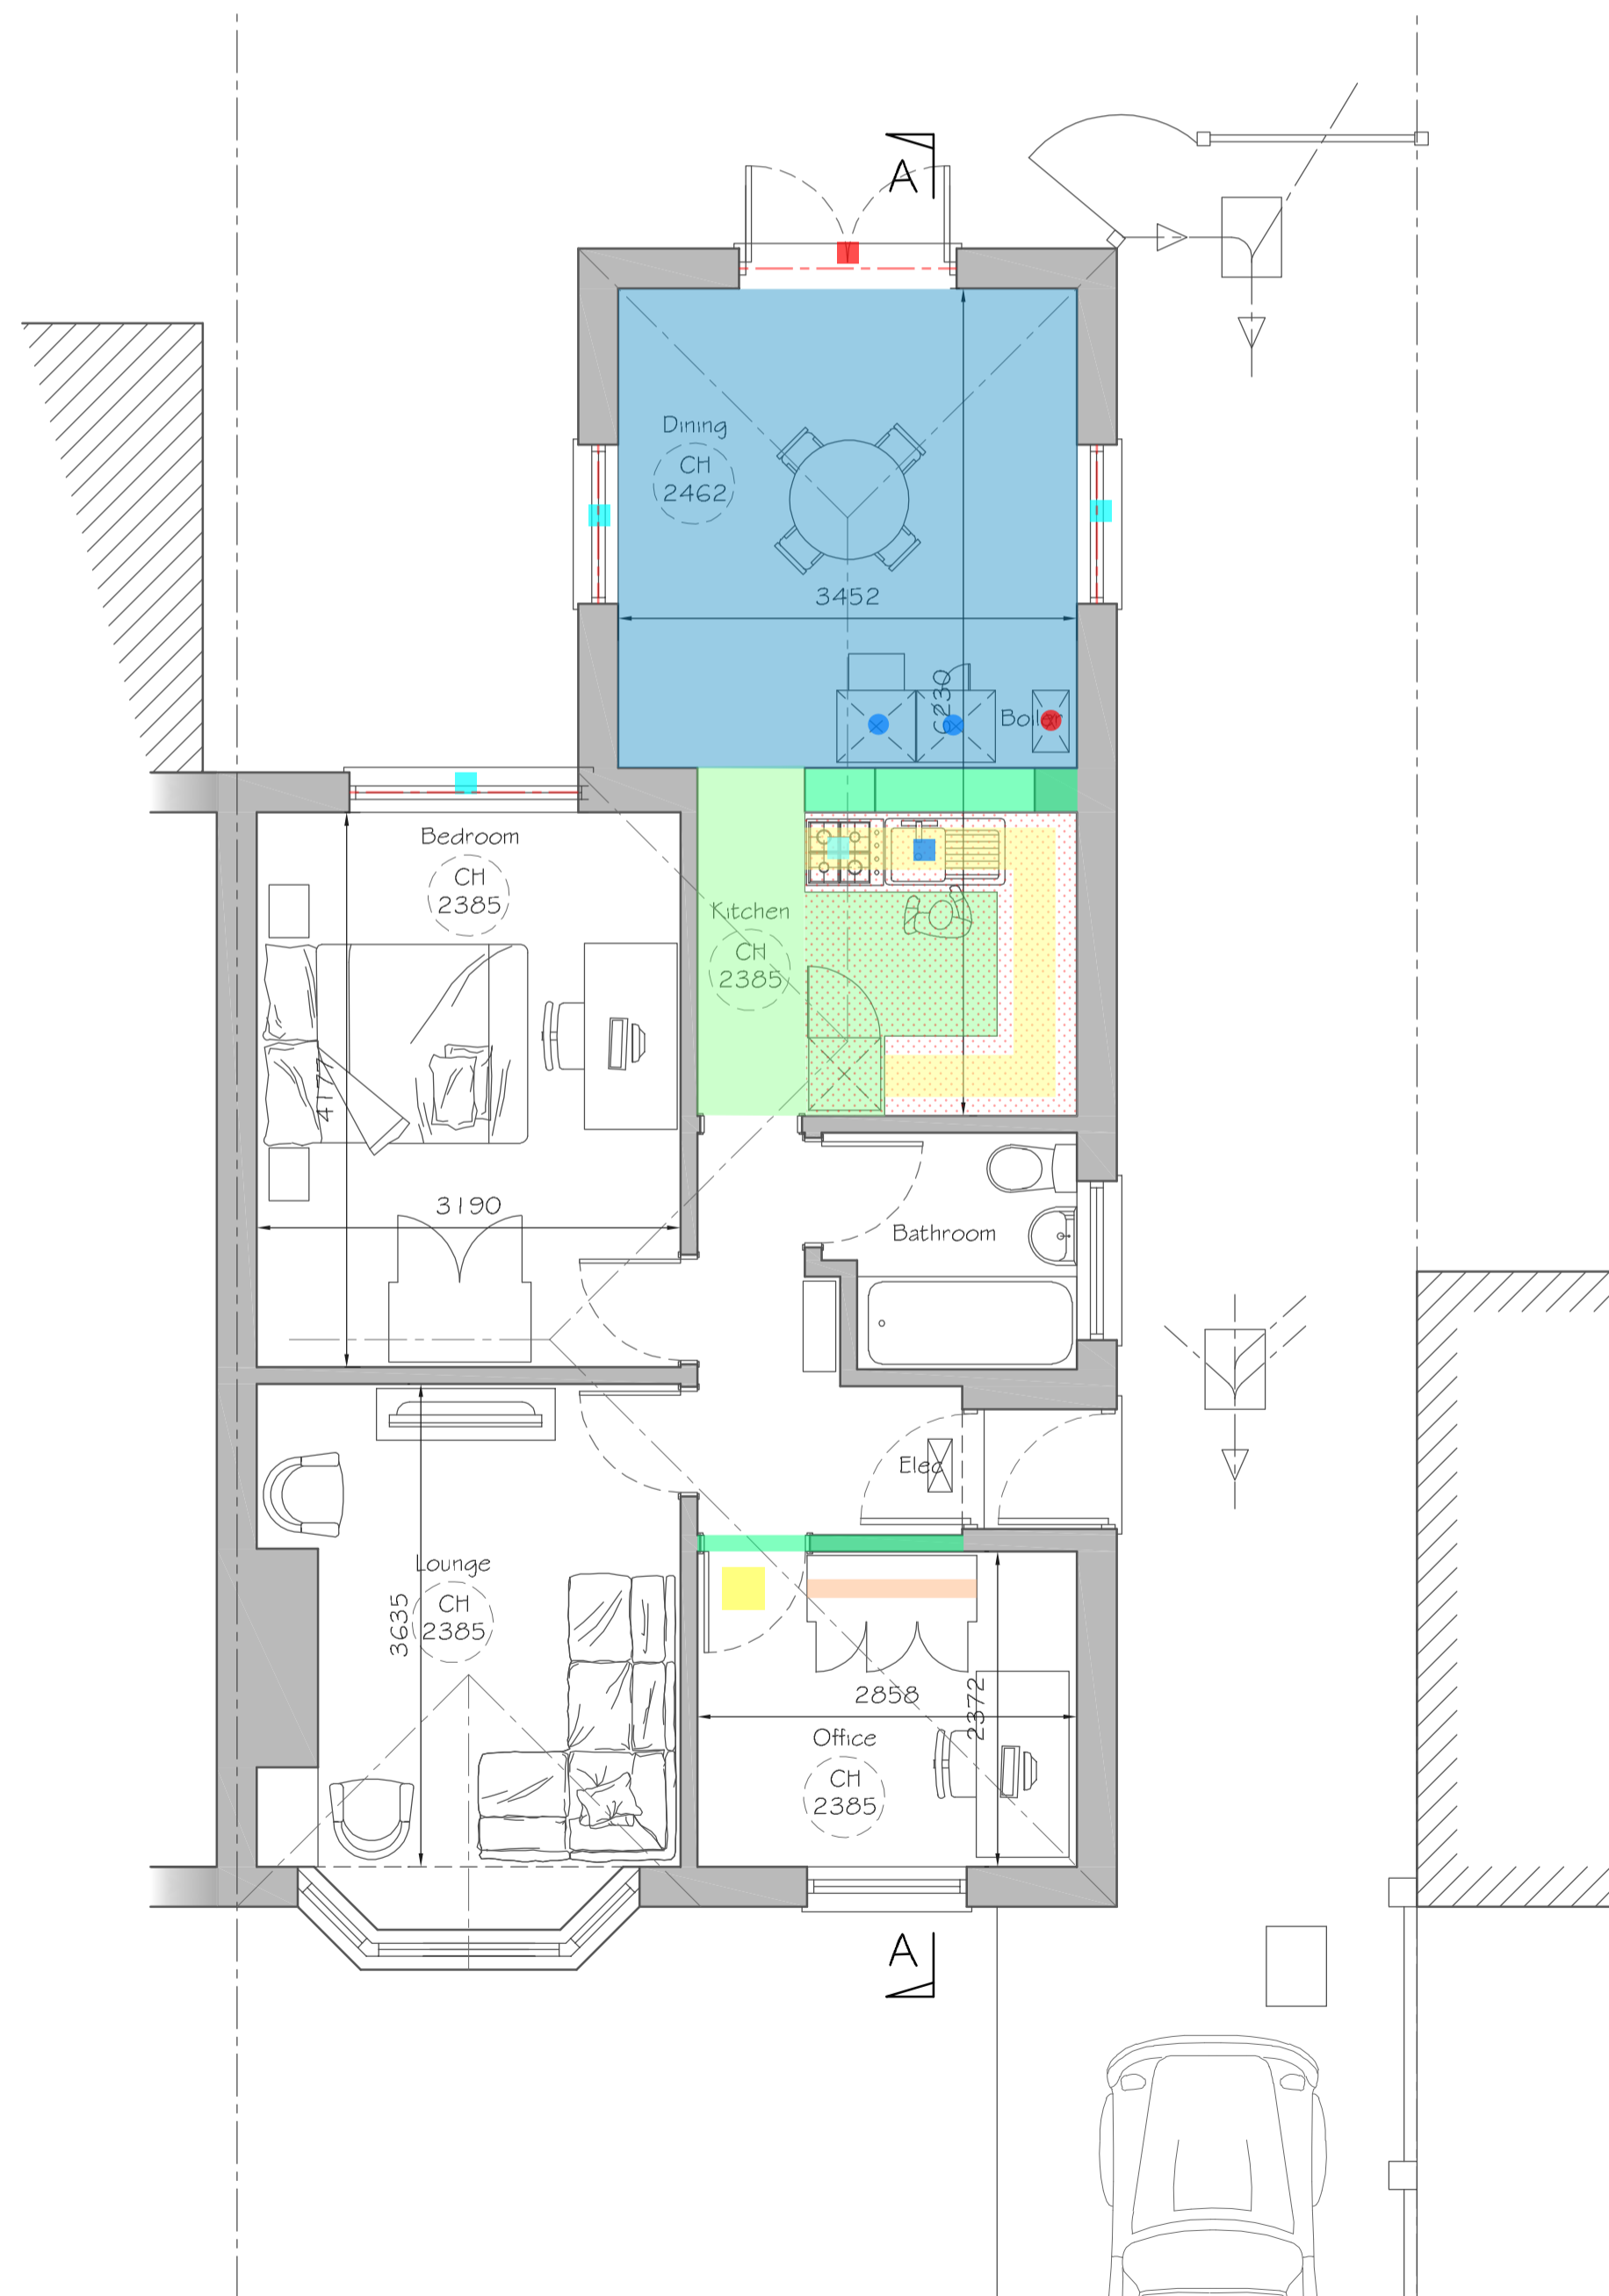 A
Dining
CH
2462
3452
6230
Boiler
Bedroom
CH
2385
Kitchen
CH
2385
4177
3190
Bathroom
Elec
Lounge
CH
2385
3635
2858
2372
Office
CH
2385
A